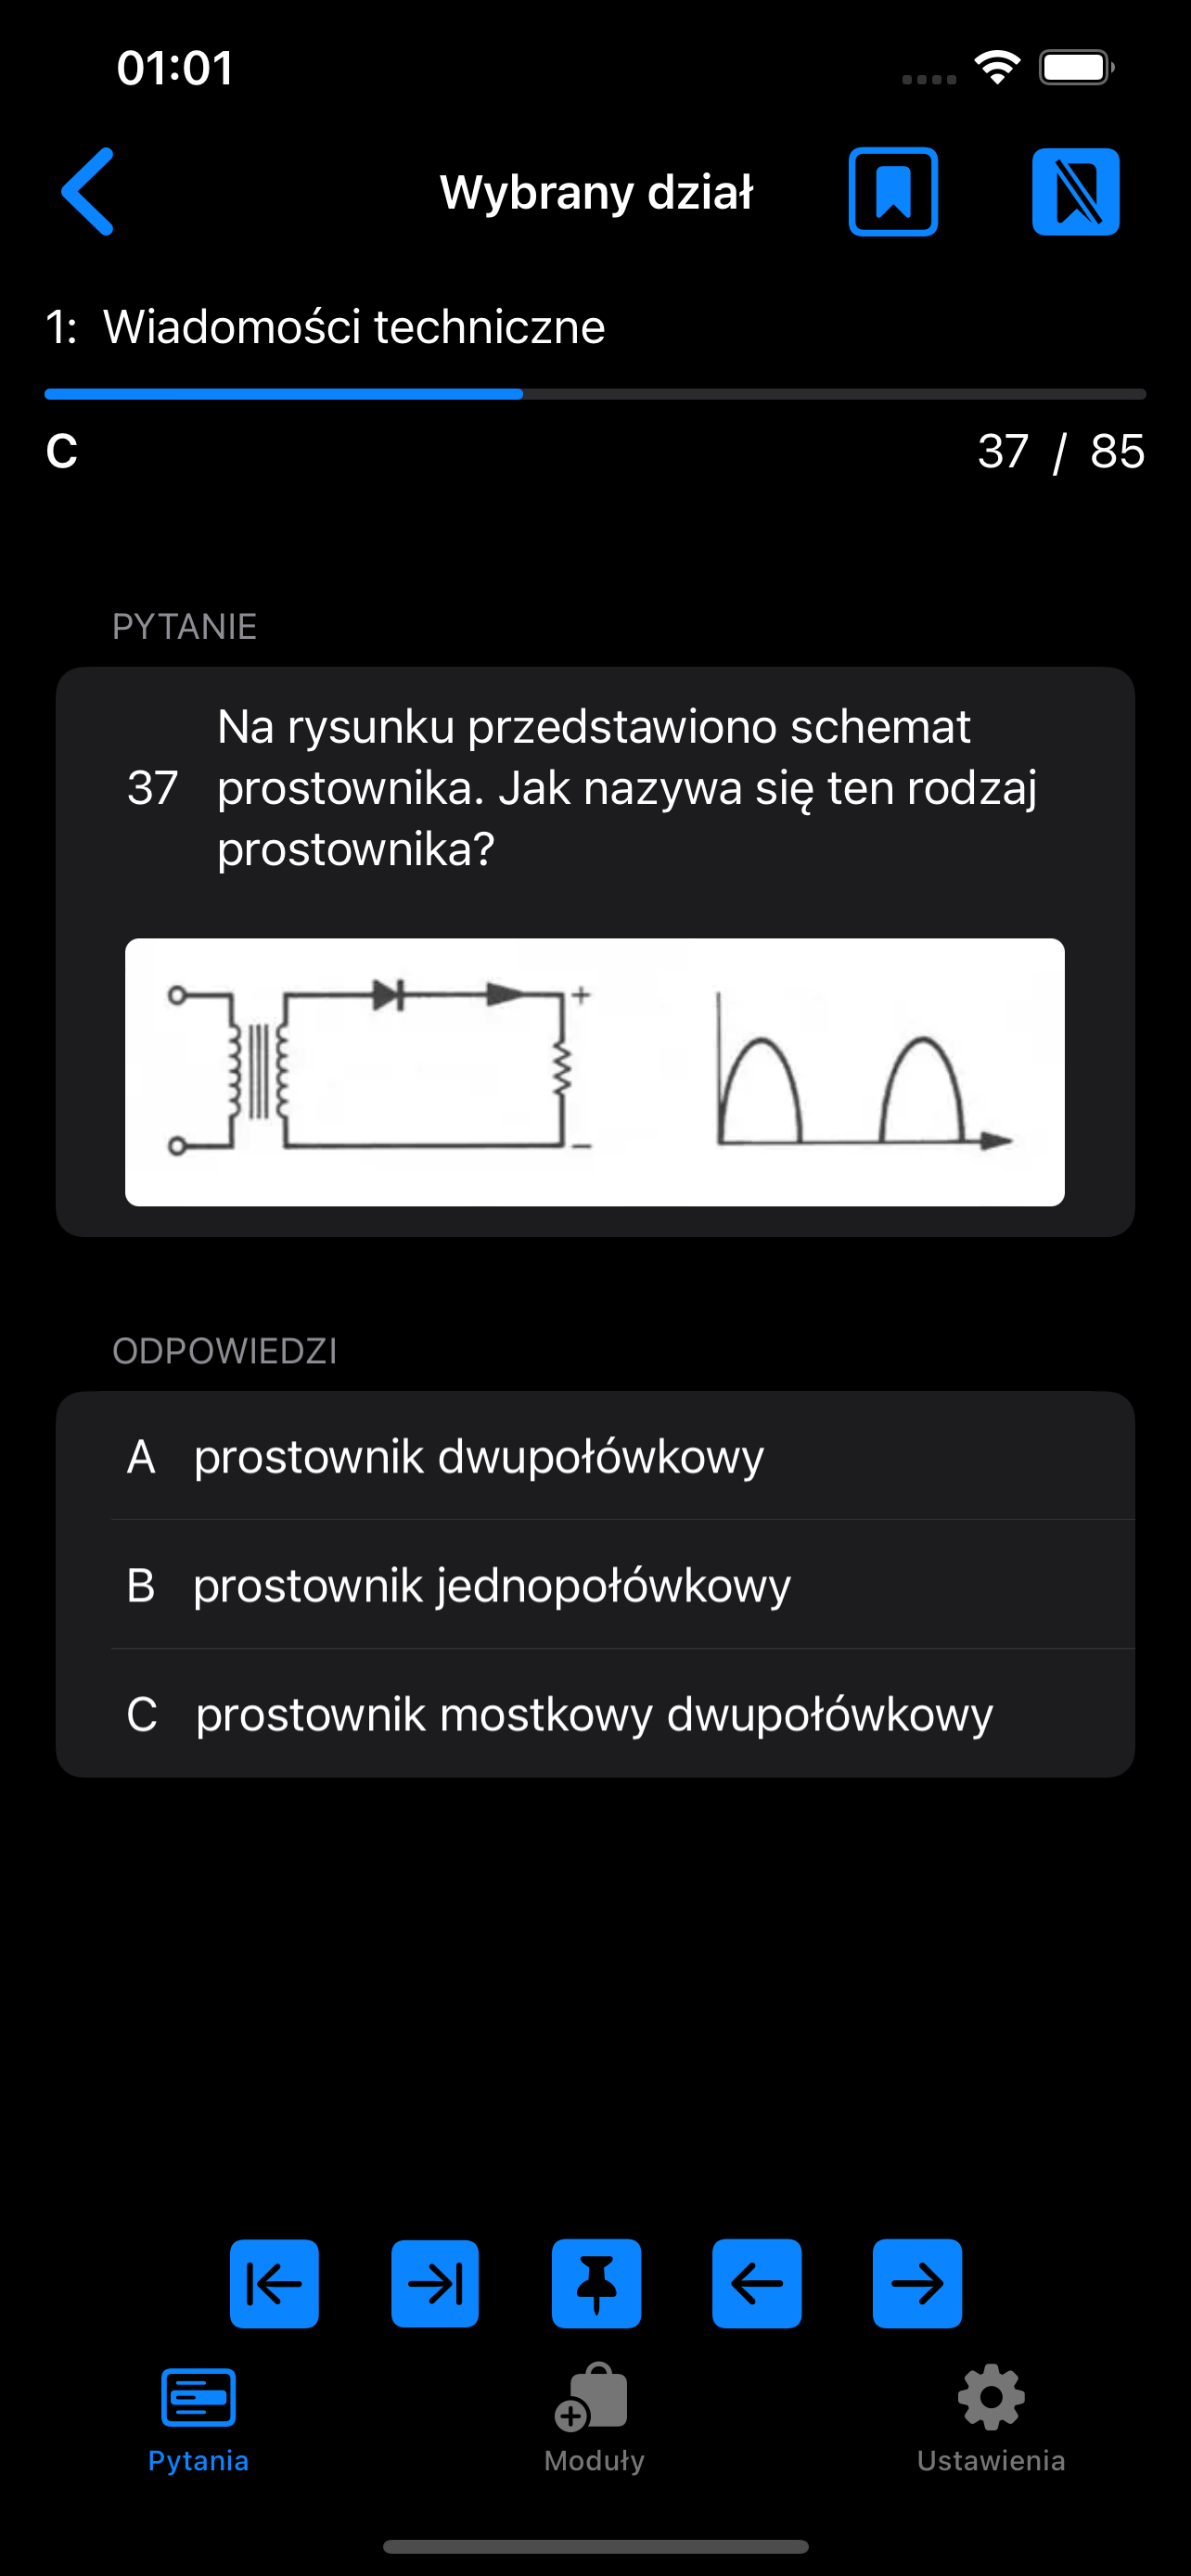 01:01
Wybrany dział
1: Wiadomości techniczne
C 37 / 85
PYTANIE
37 Na rysunku przedstawiono schemat
prostownika. Jak nazywa się ten rodzaj
prostownika?
+
−
ODPOWIEDZI
A prostownik dwupołówkowy
B prostownik jednopołówkowy
C prostownik mostkowy dwupołówkowy
Pytania Moduły Ustawienia